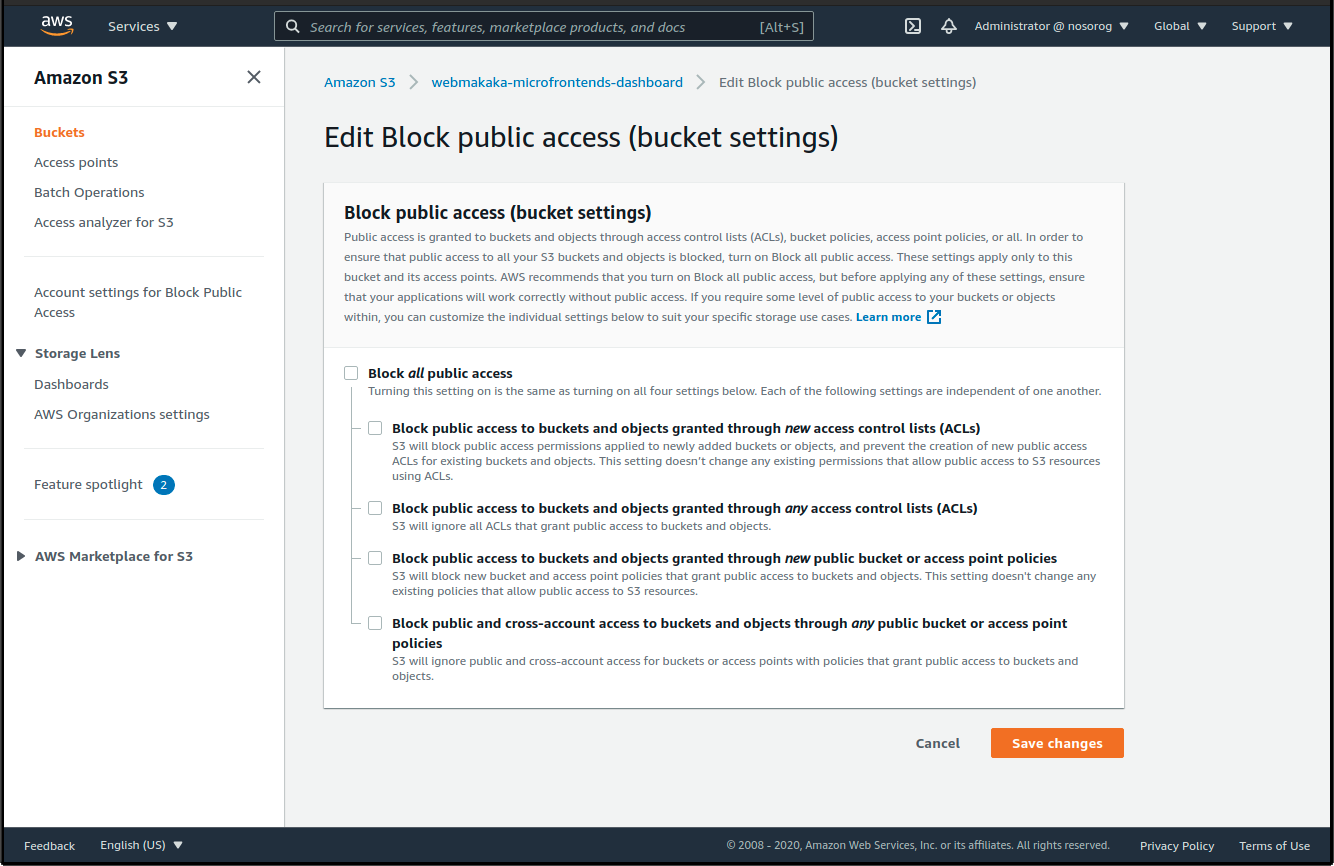 aws
Services
Search for services, features, marketplace products, and docs [Alt+S]
Administrator @ nosorog
Global
Support
Amazon S3
Buckets
Access points
Batch Operations
Access analyzer for S3
Account settings for Block Public
Access
Storage Lens
Dashboards
AWS Organizations settings
Feature spotlight 2
AWS Marketplace for S3
Amazon S3 > webmakaka-microfrontends-dashboard > Edit Block public access (bucket settings)
Edit Block public access (bucket settings)
Block public access (bucket settings)
Public access is granted to buckets and objects through access control lists (ACLs), bucket policies, access point policies, or all. In order to
ensure that public access to all your S3 buckets and objects is blocked, turn on Block all public access. These settings apply only to this
bucket and its access points. AWS recommends that you turn on Block all public access, but before applying any of these settings, ensure
that your applications will work correctly without public access. If you require some level of public access to your buckets or objects
within, you can customize the individual settings below to suit your specific storage use cases. Learn more
Block all public access
Turning this setting on is the same as turning on all four settings below. Each of the following settings are independent of one another.
Block public access to buckets and objects granted through new access control lists (ACLs)
S3 will block public access permissions applied to newly added buckets or objects, and prevent the creation of new public access
ACLs for existing buckets and objects. This setting doesn't change any existing permissions that allow public access to S3 resources
using ACLs.
Block public access to buckets and objects granted through any access control lists (ACLs)
S3 will ignore all ACLs that grant public access to buckets and objects.
Block public access to buckets and objects granted through new public bucket or access point policies
S3 will block new bucket and access point policies that grant public access to buckets and objects. This setting doesn't change any
existing policies that allow public access to S3 resources.
Block public and cross-account access to buckets and objects through any public bucket or access point
policies
S3 will ignore public and cross-account access for buckets or access points with policies that grant public access to buckets and
objects.
Cancel
Save changes
Feedback
English (US)
© 2008 - 2020, Amazon Web Services, Inc. or its affiliates. All rights reserved.
Privacy Policy
Terms of Use